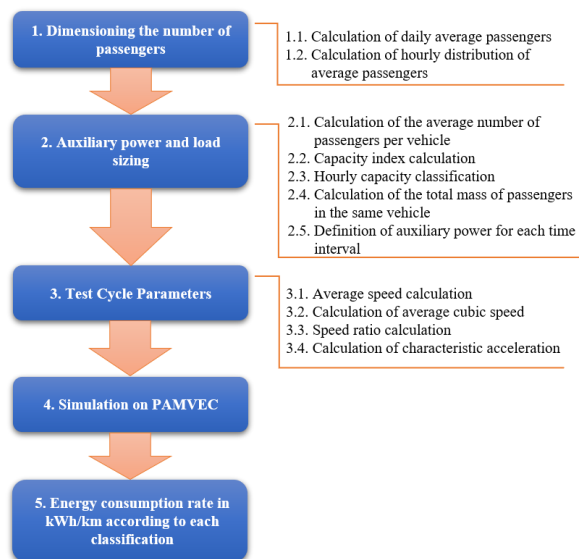 1. Dimensioning the number of
passengers
1.1. Calculation of daily average passengers
1.2. Calculation of hourly distribution of
average passengers
2. Auxiliary power and load
sizing
2.1. Calculation of the average number of
passengers per vehicle
2.2. Capacity index calculation
2.3. Hourly capacity classification
2.4. Calculation of the total mass of passengers
in the same vehicle
2.5. Definition of auxiliary power for each time
interval
3. Test Cycle Parameters
3.1. Average speed calculation
3.2. Calculation of average cubic speed
3.3. Speed ratio calculation
3.4. Calculation of characteristic acceleration
4. Simulation on PAMVEC
5. Energy consumption rate in
kWh/km according to each
classification